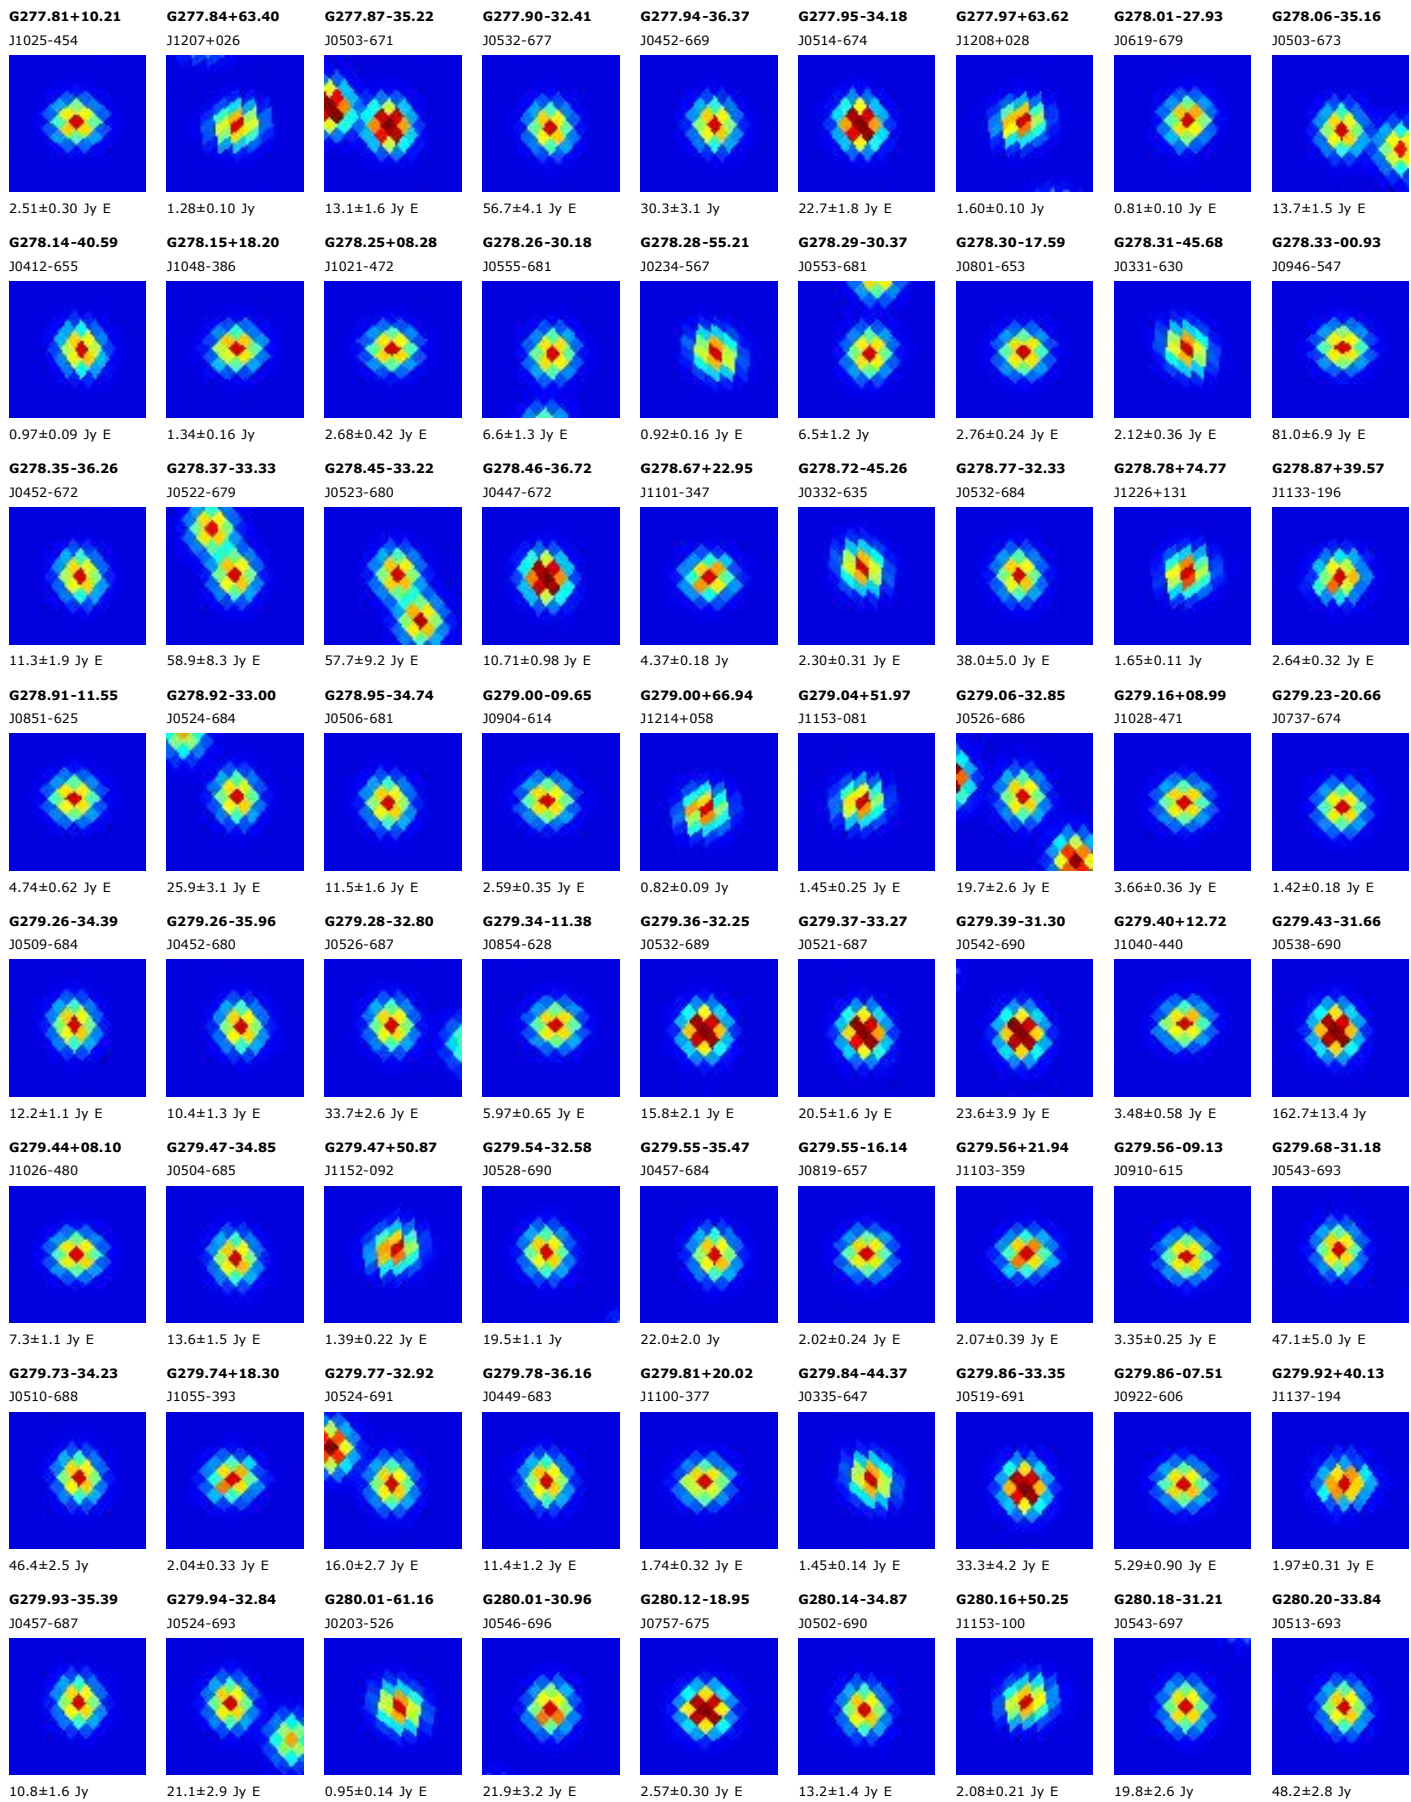 G277.81+10.21 G277.84+63.40 G277.87-35.22 G277.90-32.41 G277.94-36.37 G277.95-34.18 G277.97+63.62 G278.01-27.93 G278.06-35.16
J1025-454 J1207+026 J0503-671 J0532-677 J0452-669 J0514-674 J1208+028 J0619-679 J0503-673
2.51±0.30 Jy E 1.28±0.10 Jy 13.1±1.6 Jy E 56.7±4.1 Jy E 30.3±3.1 Jy 22.7±1.8 Jy E 1.60±0.10 Jy 0.81±0.10 Jy E 13.7±1.5 Jy E
G278.14-40.59 G278.15+18.20 G278.25+08.28 G278.26-30.18 G278.28-55.21 G278.29-30.37 G278.30-17.59 G278.31-45.68 G278.33-00.93
J0412-655 J1048-386 J1021-472 J0555-681 J0234-567 J0553-681 J0801-653 J0331-630 J0946-547
0.97±0.09 Jy E 1.34±0.16 Jy 2.68±0.42 Jy E 6.6±1.3 Jy E 0.92±0.16 Jy E 6.5±1.2 Jy 2.76±0.24 Jy E 2.12±0.36 Jy E 81.0±6.9 Jy E
G278.35-36.26 G278.37-33.33 G278.45-33.22 G278.46-36.72 G278.67+22.95 G278.72-45.26 G278.77-32.33 G278.78+74.77 G278.87+39.57
J0452-672 J0522-679 J0523-680 J0447-672 J1101-347 J0332-635 J0532-684 J1226+131 J1133-196
11.3±1.9 Jy E 58.9±8.3 Jy E 57.7±9.2 Jy E 10.71±0.98 Jy E 4.37±0.18 Jy 2.30±0.31 Jy E 38.0±5.0 Jy E 1.65±0.11 Jy 2.64±0.32 Jy E
G278.91-11.55 G278.92-33.00 G278.95-34.74 G279.00-09.65 G279.00+66.94 G279.04+51.97 G279.06-32.85 G279.16+08.99 G279.23-20.66
J0851-625 J0524-684 J0506-681 J0904-614 J1214+058 J1153-081 J0526-686 J1028-471 J0737-674
4.74±0.62 Jy E 25.9±3.1 Jy E 11.5±1.6 Jy E 2.59±0.35 Jy E 0.82±0.09 Jy 1.45±0.25 Jy E 19.7±2.6 Jy E 3.66±0.36 Jy E 1.42±0.18 Jy E
G279.26-34.39 G279.26-35.96 G279.28-32.80 G279.34-11.38 G279.36-32.25 G279.37-33.27 G279.39-31.30 G279.40+12.72 G279.43-31.66
J0509-684 J0452-680 J0526-687 J0854-628 J0532-689 J0521-687 J0542-690 J1040-440 J0538-690
12.2±1.1 Jy E 10.4±1.3 Jy E 33.7±2.6 Jy E 5.97±0.65 Jy E 15.8±2.1 Jy E 20.5±1.6 Jy E 23.6±3.9 Jy E 3.48±0.58 Jy E 162.7±13.4 Jy
G279.44+08.10 G279.47-34.85 G279.47+50.87 G279.54-32.58 G279.55-35.47 G279.55-16.14 G279.56+21.94 G279.56-09.13 G279.68-31.18
J1026-480 J0504-685 J1152-092 J0528-690 J0457-684 J0819-657 J1103-359 J0910-615 J0543-693
7.3±1.1 Jy E 13.6±1.5 Jy E 1.39±0.22 Jy E 19.5±1.1 Jy 22.0±2.0 Jy 2.02±0.24 Jy E 2.07±0.39 Jy E 3.35±0.25 Jy E 47.1±5.0 Jy E
G279.73-34.23 G279.74+18.30 G279.77-32.92 G279.78-36.16 G279.81+20.02 G279.84-44.37 G279.86-33.35 G279.86-07.51 G279.92+40.13
J0510-688 J1055-393 J0524-691 J0449-683 J1100-377 J0335-647 J0519-691 J0922-606 J1137-194
46.4±2.5 Jy 2.04±0.33 Jy E 16.0±2.7 Jy E 11.4±1.2 Jy E 1.74±0.32 Jy E 1.45±0.14 Jy E 33.3±4.2 Jy E 5.29±0.90 Jy E 1.97±0.31 Jy E
G279.93-35.39 G279.94-32.84 G280.01-61.16 G280.01-30.96 G280.12-18.95 G280.14-34.87 G280.16+50.25 G280.18-31.21 G280.20-33.84
J0457-687 J0524-693 J0203-526 J0546-696 J0757-675 J0502-690 J1153-100 J0543-697 J0513-693
10.8±1.6 Jy 21.1±2.9 Jy E 0.95±0.14 Jy E 21.9±3.2 Jy E 2.57±0.30 Jy E 13.2±1.4 Jy E 2.08±0.21 Jy E 19.8±2.6 Jy 48.2±2.8 Jy